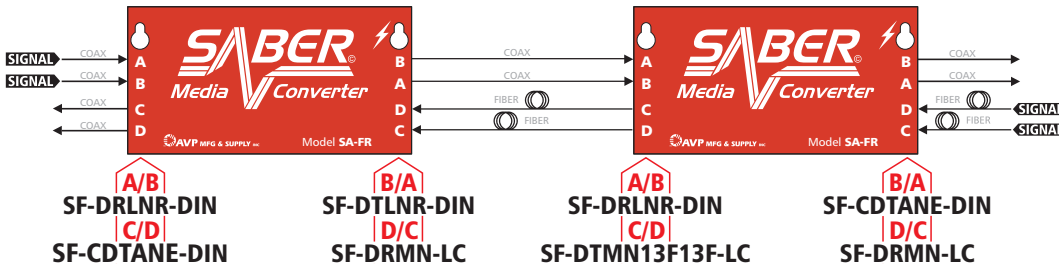 SABER©
Media Converter
AVP MFG & SUPPLY INC Model SA-FR
A
B
C
D
B
A
D
C
SABER©
Media Converter
AVP MFG & SUPPLY INC Model SA-FR
A
B
C
D
B
A
D
C
SIGNAL COAX
SIGNAL COAX
COAX
COAX
COAX
COAX
FIBER
FIBER
COAX
COAX
FIBER SIGNAL
FIBER SIGNAL
A/B
SF-DRLNR-DIN
C/D
SF-CDTANE-DIN
B/A
SF-DTLNR-DIN
D/C
SF-DRMN-LC
A/B
SF-DRLNR-DIN
C/D
SF-DTMN13F13F-LC
B/A
SF-CDTANE-DIN
D/C
SF-DRMN-LC